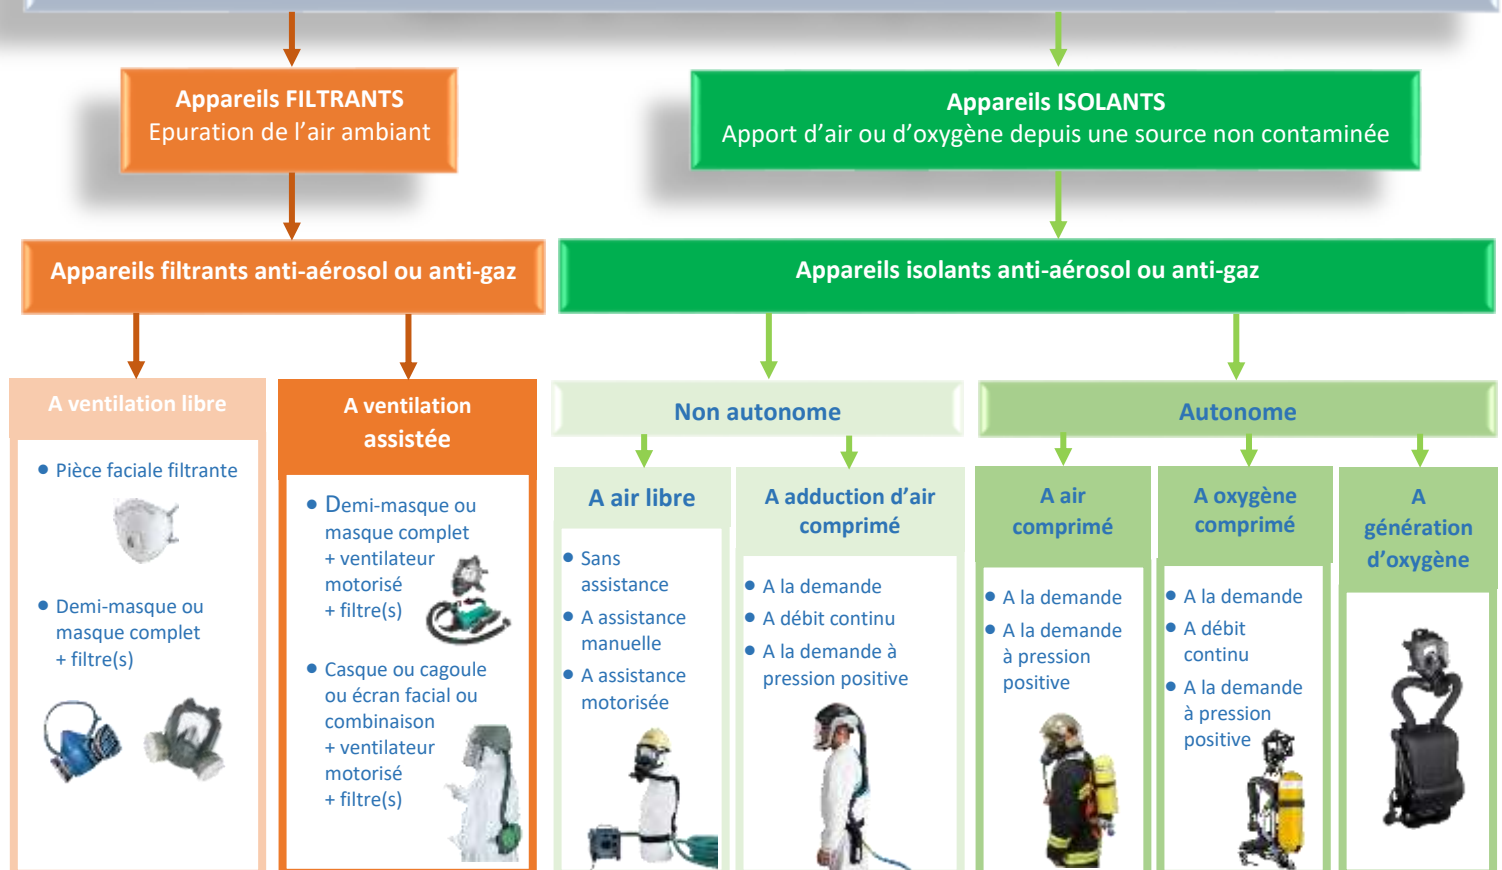 Appareils FILTRANTS
Epuration de l’air ambiant
Appareils ISOLANTS
Apport d’air ou d’oxygène depuis une source non contaminée
Appareils filtrants anti-aérosol ou anti-gaz
Appareils isolants anti-aérosol ou anti-gaz
A ventilation libre
• Pièce faciale filtrante
• Demi-masque ou
masque complet
+ filtre(s)
A ventilation
assistée
• Demi-masque ou
masque complet
+ ventilateur
motorisé
+ filtre(s)
• Casque ou cagoule
ou écran facial ou
combinaison
+ ventilateur
motorisé
+ filtre(s)
Non autonome
A air libre
• Sans
assistance
• A assistance
manuelle
• A assistance
motorisée
A adduction d’air
comprimé
• A la demande
• A débit continu
• A la demande à
pression positive
Autonome
A air
comprimé
• A la demande
• A la demande
à pression
positive
A oxygène
comprimé
• A la demande
• A débit
continu
• A la demande
à pression
positive
A
génération
d’oxygène